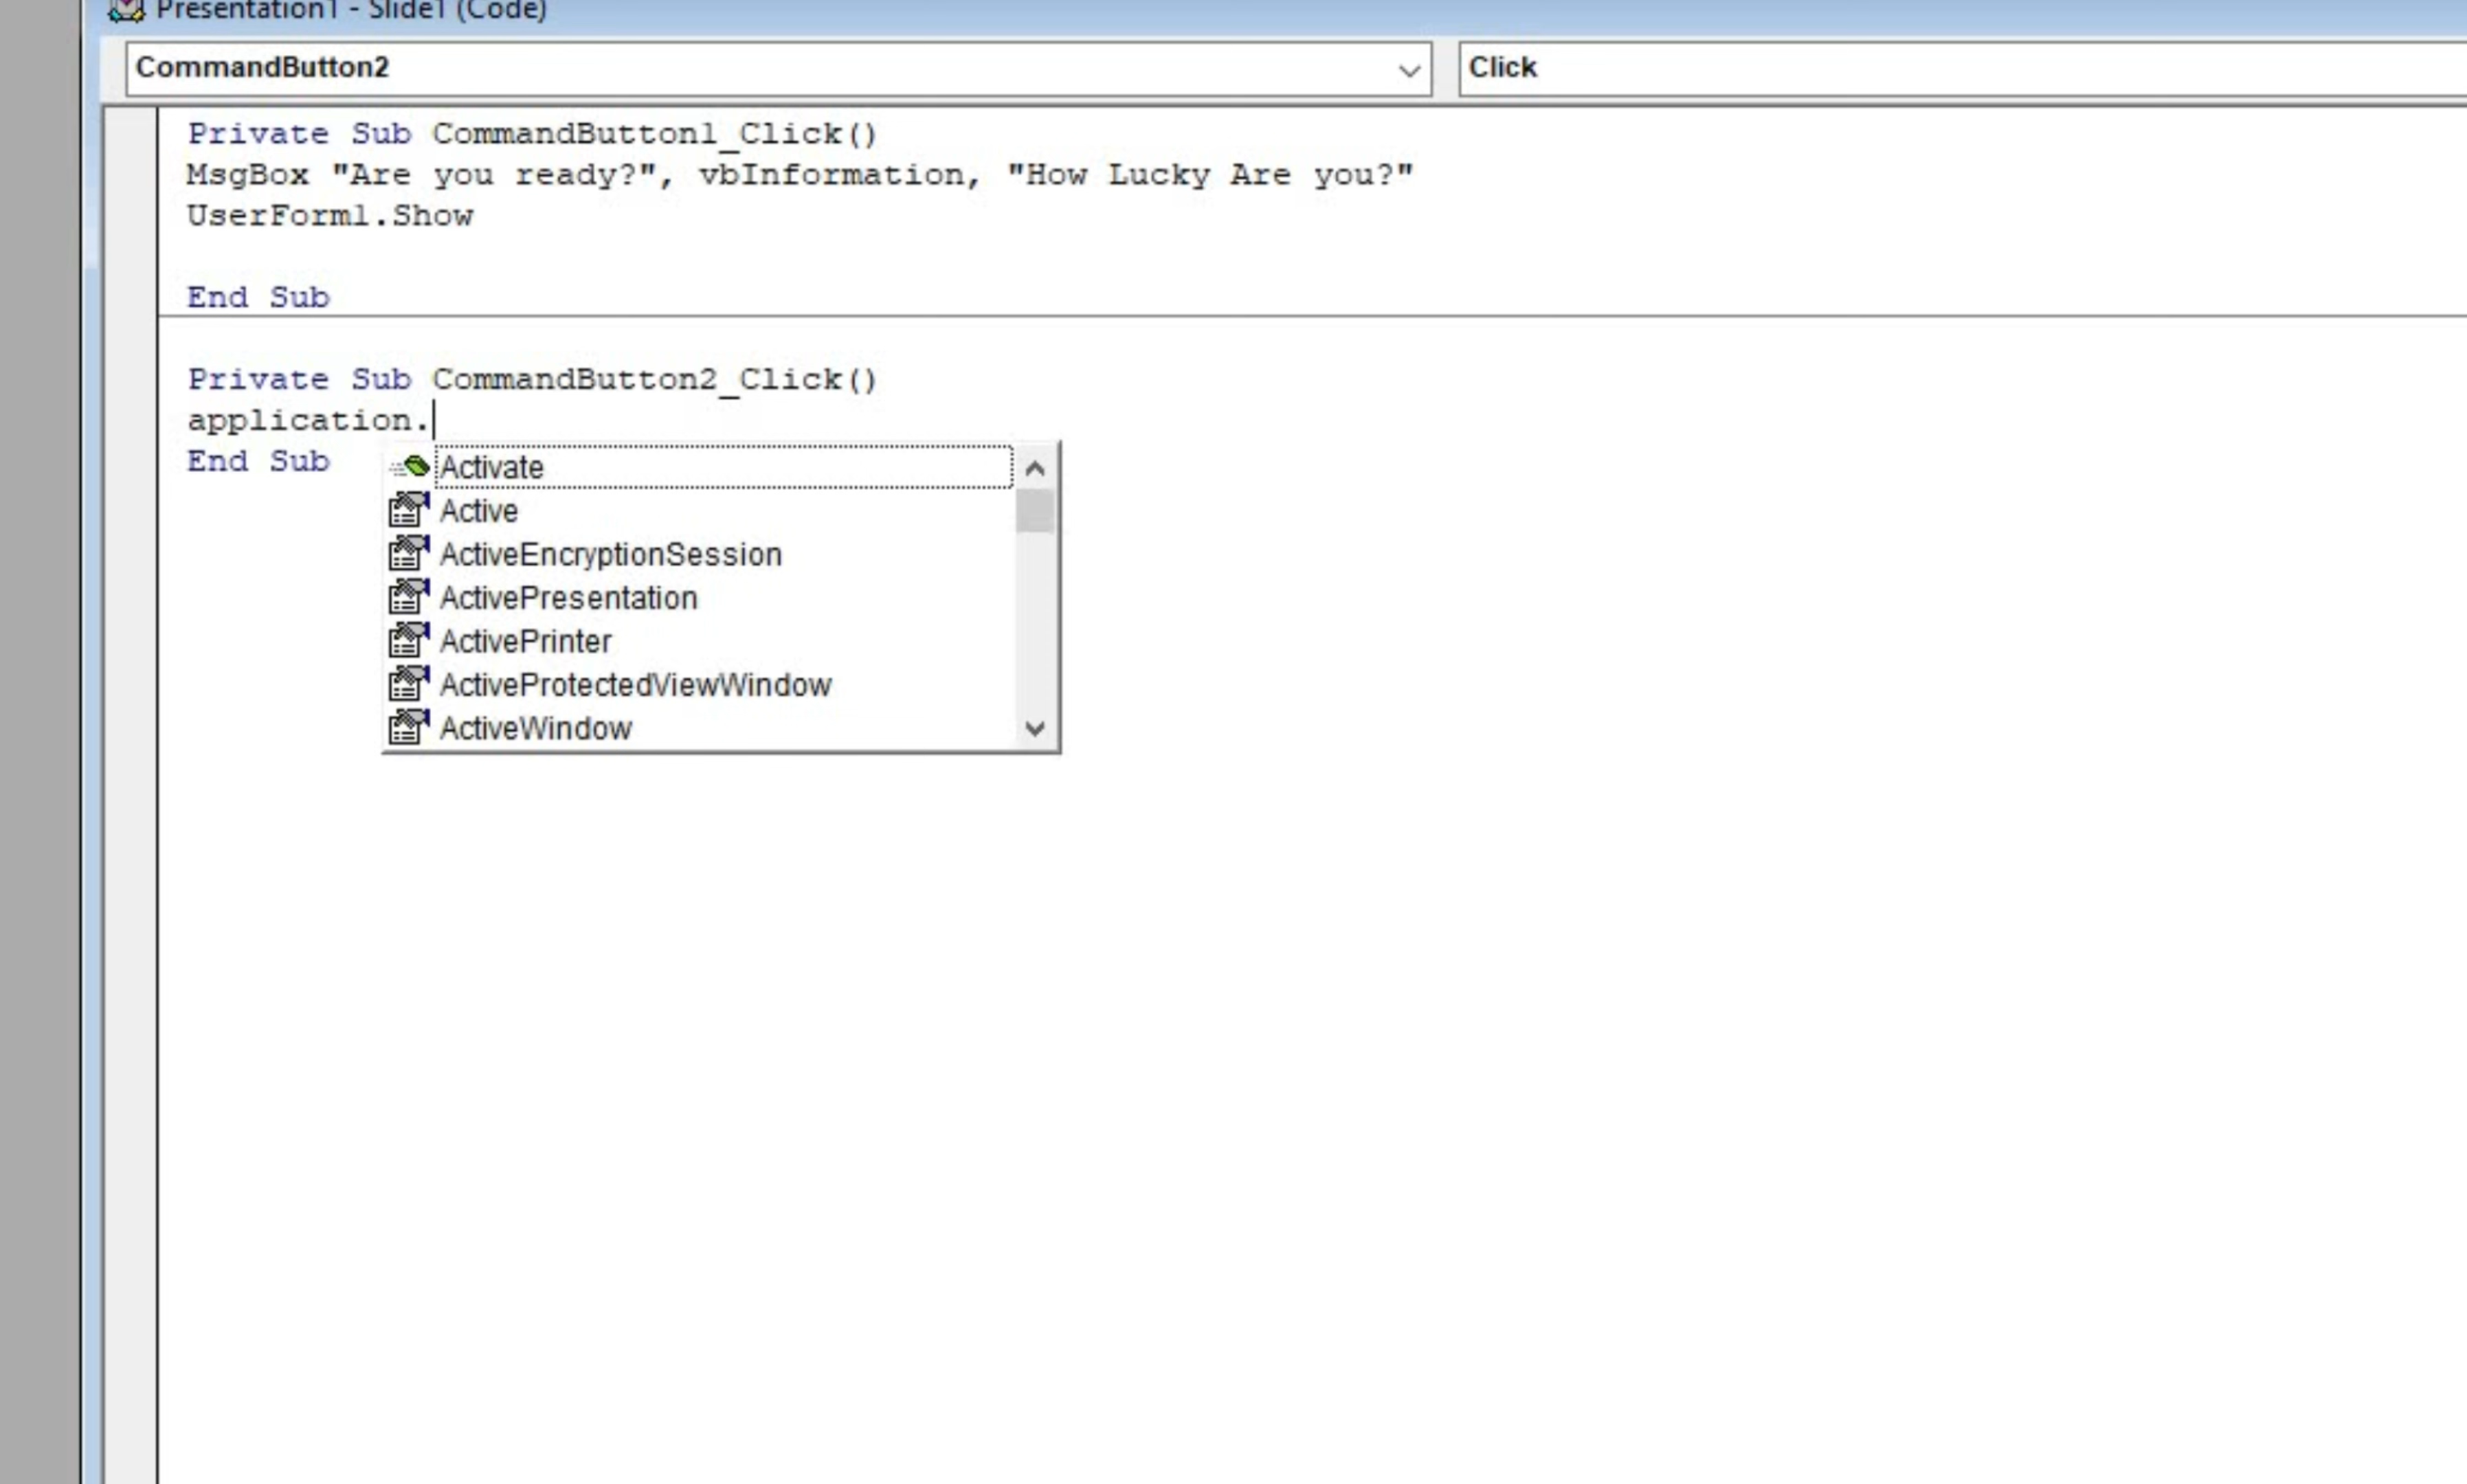 Presentation1 - Slide1 (Code)
CommandButton2
Click
Private Sub CommandButton1_Click()
MsgBox "Are you ready?", vbInformation, "How Lucky Are you?"
UserForm1.Show
End Sub
Private Sub CommandButton2_Click()
application.
End Sub
Activate
Active
ActiveEncryptionSession
ActivePresentation
ActivePrinter
ActiveProtectedViewWindow
ActiveWindow